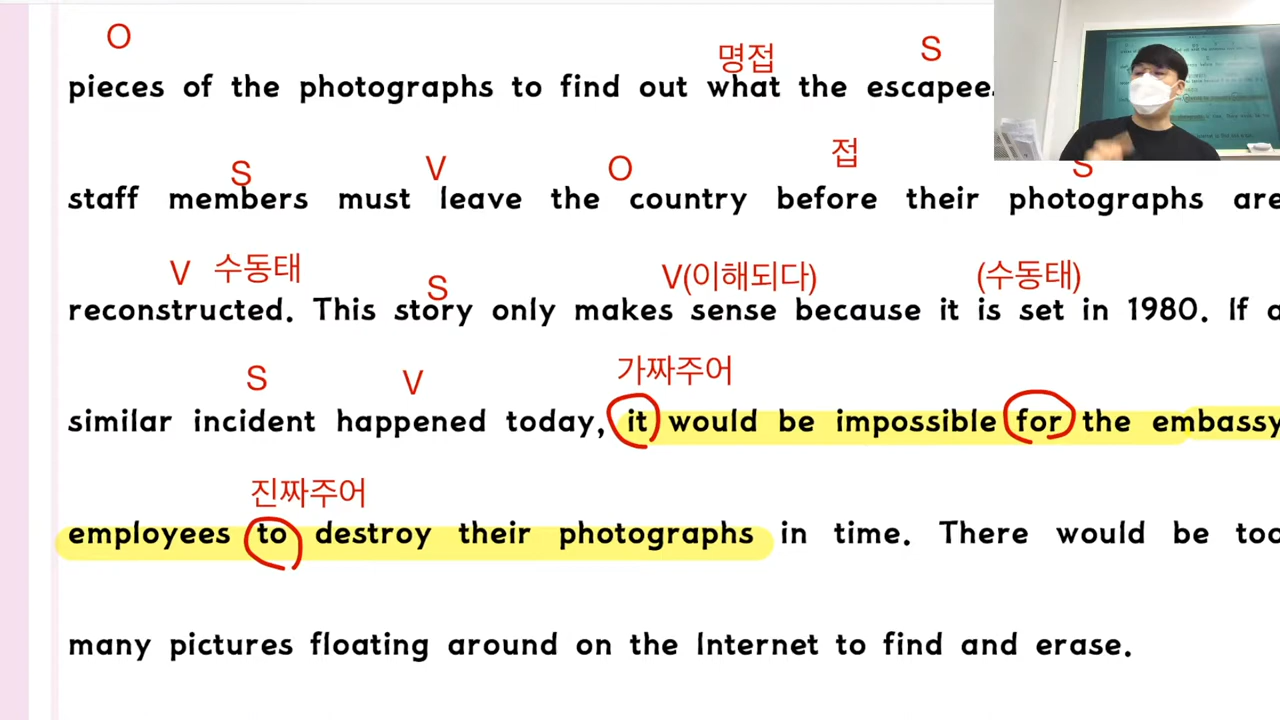 O 명접 S
pieces of the photographs to find out what the escapee
S V O 접 S
staff members must leave the country before their photographs are
V 수동태 S V(이해되다) (수동태)
reconstructed. This story only makes sense because it is set in 1980. If a
S V 가짜주어
similar incident happened today, it would be impossible for the embassy
진짜주어
employees to destroy their photographs in time. There would be too
many pictures floating around on the Internet to find and erase.